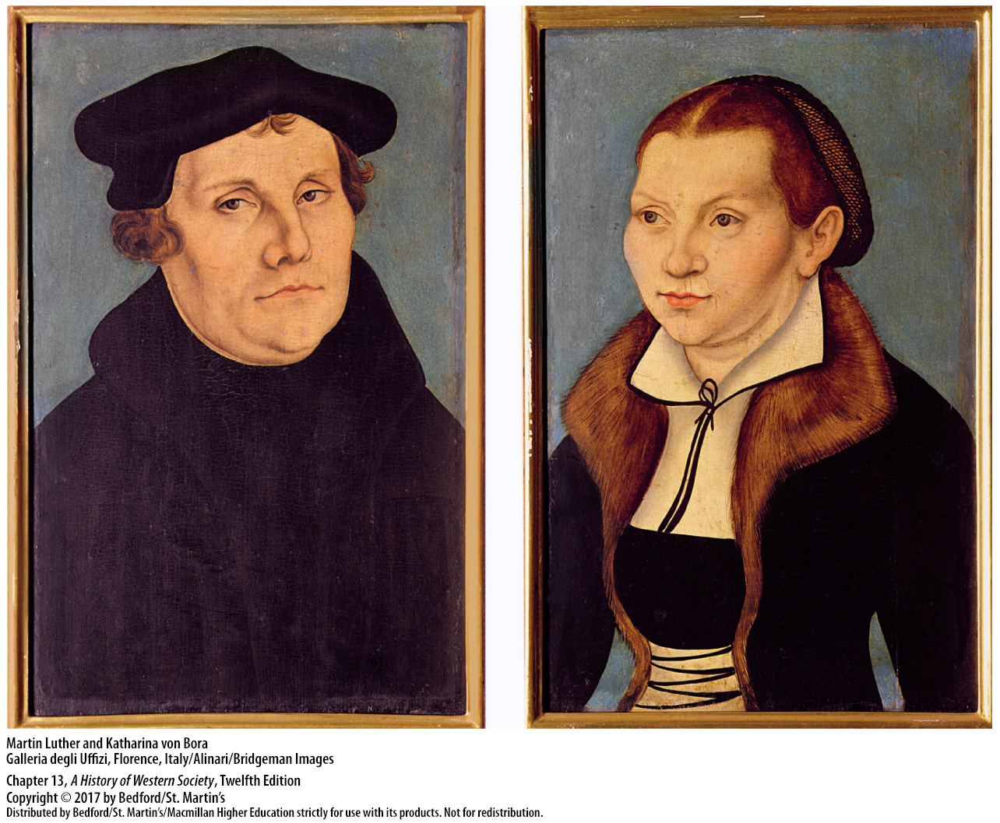 Martin Luther and Katharina von Bora
Galleria degli Uffizi, Florence, Italy/Alinari/Bridgeman Images
Chapter 13, A History of Western Society, Twelfth Edition
Copyright © 2017 by Bedford/St. Martin's
Distributed by Bedford/St. Martin's/Macmillan Higher Education strictly for use with its products. Not for redistribution.